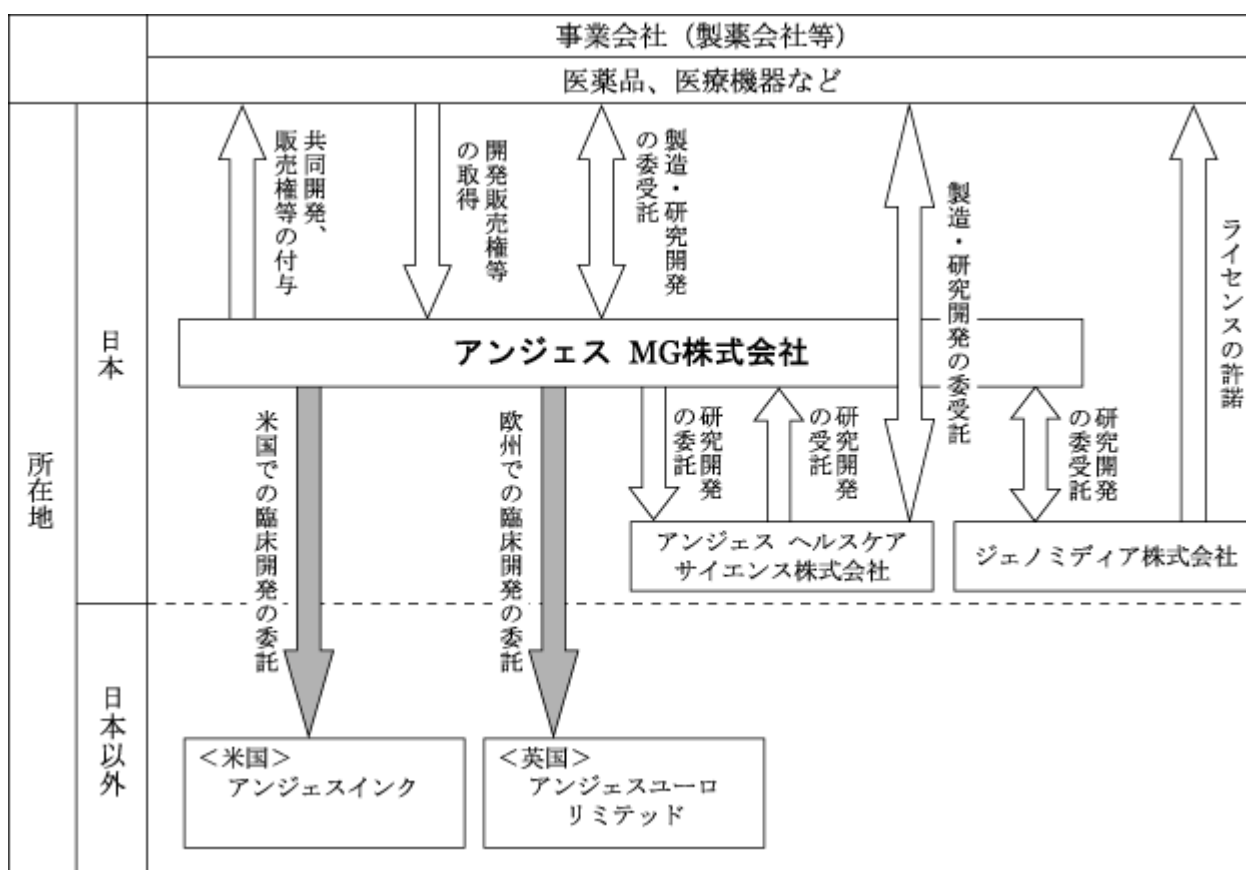 事業会社（製薬会社等）
医薬品、医療機器など
所在地
日本
日本以外
共同開発、
販売権等の付与
開発販売権等
の取得
製造・研究開発
の委受託
製造・研究開発の委受託
ライセンスの許諾
アンジェス MG株式会社
米国での臨床開発の委託
欧州での臨床開発の委託
研究開発
の委託
研究開発
の受託
研究開発
の委受託
アンジェス ヘルスケア
サイエンス株式会社
ジェノミディア株式会社
＜米国＞
アンジェスインク
＜英国＞
アンジェスユーロ
リミテッド